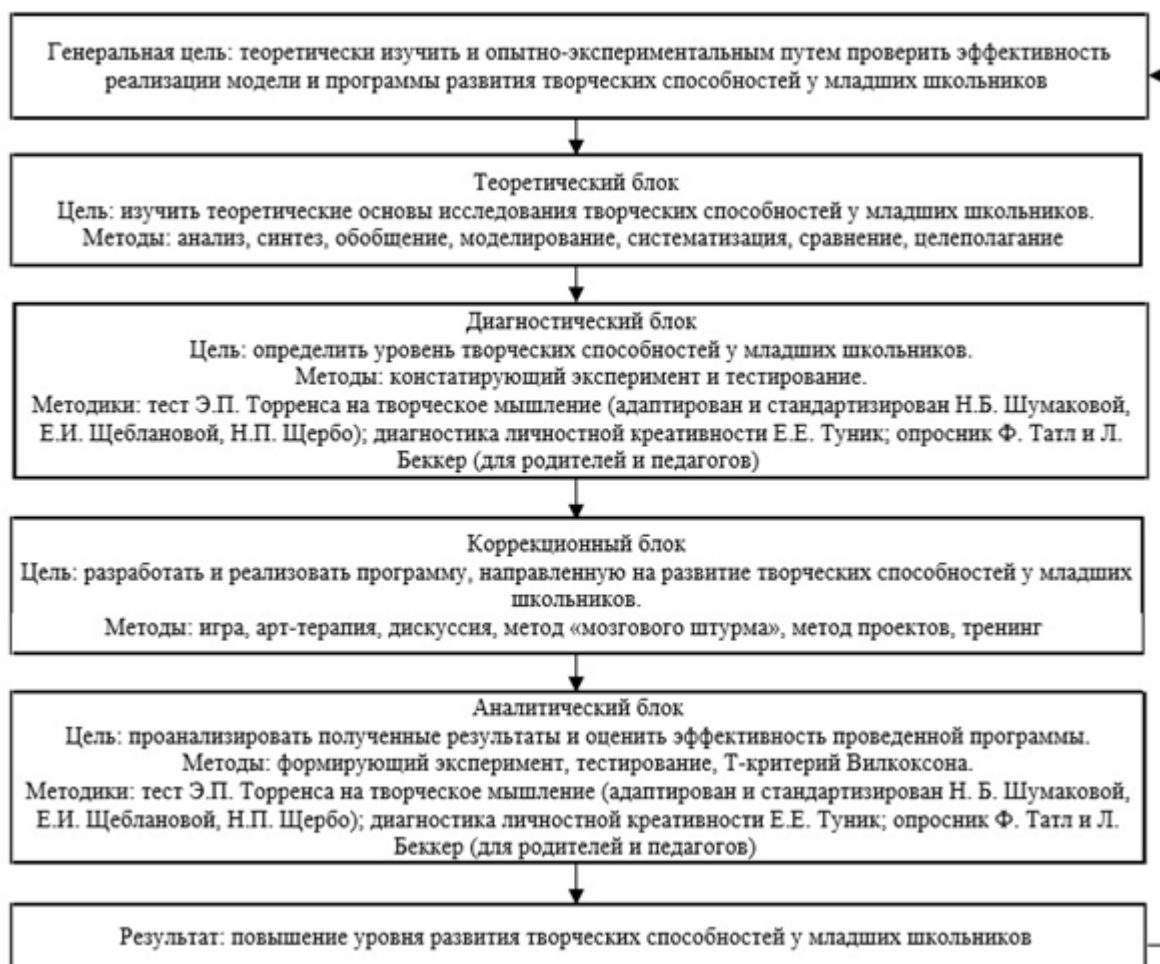 Генеральная цель: теоретически изучить и опытно-экспериментальным путем проверить эффективность
реализации модели и программы развития творческих способностей у младших школьников
Теоретический блок
Цель: изучить теоретические основы исследования творческих способностей у младших школьников.
Методы: анализ, синтез, обобщение, моделирование, систематизация, сравнение, целеполагание
Диагностический блок
Цель: определить уровень творческих способностей у младших школьников.
Методы: констатирующий эксперимент и тестирование.
Методики: тест Э.П. Торренса на творческое мышление (адаптирован и стандартизирован Н.Б. Шумаковой,
Е.И. Щеблановой, Н.П. Щербо); диагностика личностной креативности Е.Е. Туник; опросник Ф. Татл и Л.
Беккер (для родителей и педагогов)
Коррекционный блок
Цель: разработать и реализовать программу, направленную на развитие творческих способностей у младших
школьников.
Методы: игра, арт-терапия, дискуссия, метод «мозгового штурма», метод проектов, тренинг
Аналитический блок
Цель: проанализировать полученные результаты и оценить эффективность проведенной программы.
Методы: формирующий эксперимент, тестирование, Т-критерий Вилкоксона.
Методики: тест Э.П. Торренса на творческое мышление (адаптирован и стандартизирован Н. Б. Шумаковой,
Е.И. Щеблановой, Н.П. Щербо); диагностика личностной креативности Е.Е. Туник; опросник Ф. Татл и Л.
Беккер (для родителей и педагогов)
Результат: повышение уровня развития творческих способностей у младших школьников